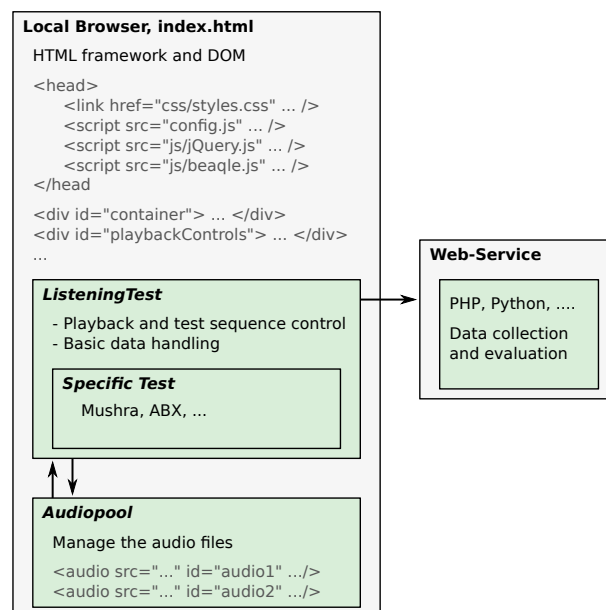 Local Browser, index.html
HTML framework and DOM
<head>
<link href="css/styles.css" ... />
<script src="config.js" ... />
<script src="js/jQuery.js" ... />
<script src="js/beaqle.js" ... />
</head
<div id="container"> ... </div>
<div id="playbackControls"> ... </div>
...
ListeningTest
- Playback and test sequence control
- Basic data handling
Specific Test
Mushra, ABX, ...
Audiopool
Manage the audio files
<audio src="..." id="audio1" .../>
<audio src="..." id="audio2" .../>
Web-Service
PHP, Python, ....
Data collection
and evaluation